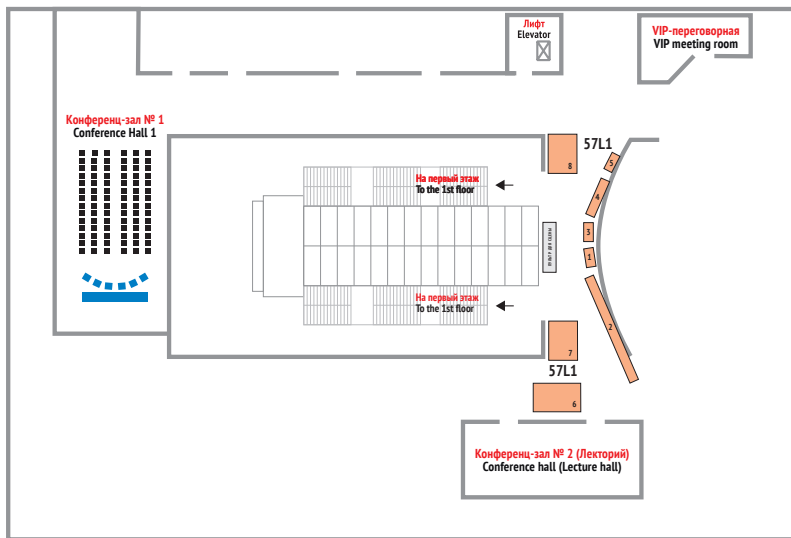 Лифт
Elevator
VIP-переговорная
VIP meeting room
Конференц-зал № 1
Conference Hall 1
57L1
8
5
4
3
1
2
На первый этаж
To the 1st floor
На первый этаж
To the 1st floor
7
57L1
6
Конференц-зал № 2 (Лекторий)
Conference hall (Lecture hall)